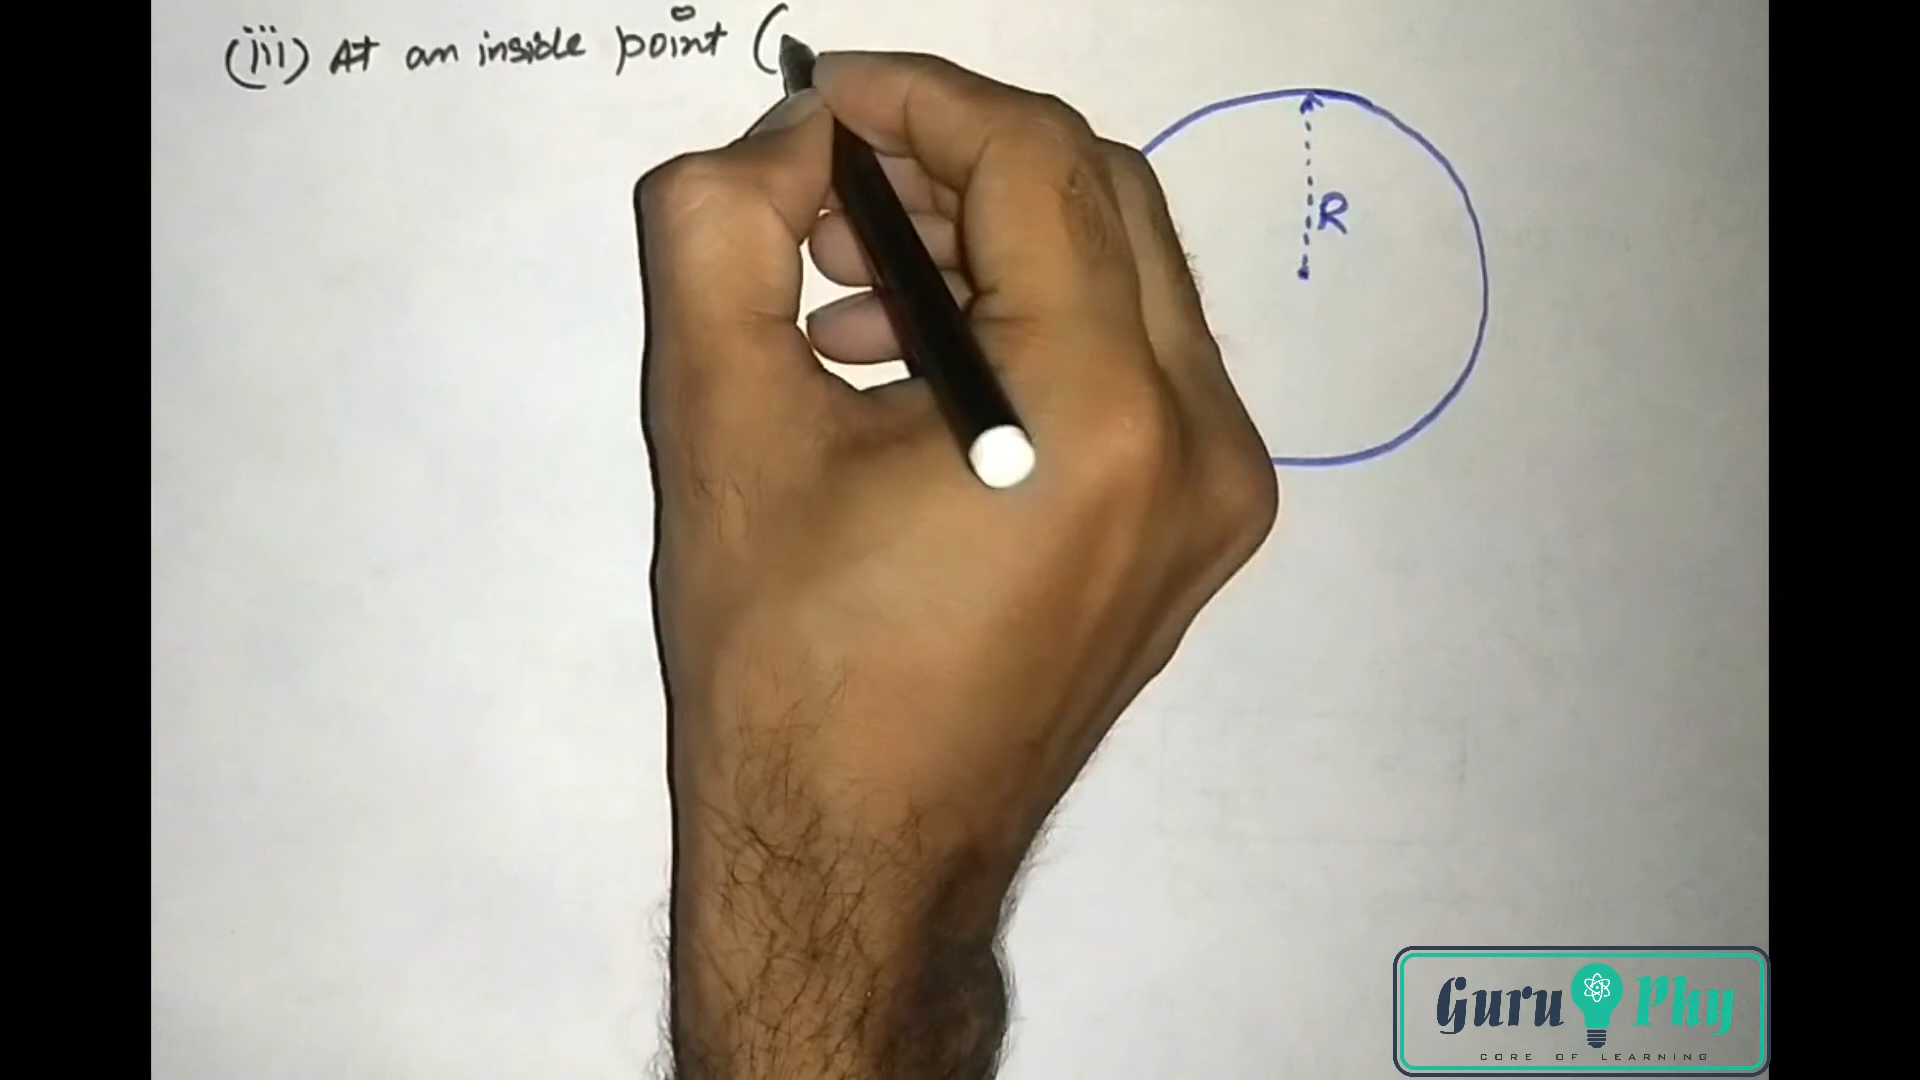 (iii) At an inside point (
R
Guru Phy
CORE OF LEARNING